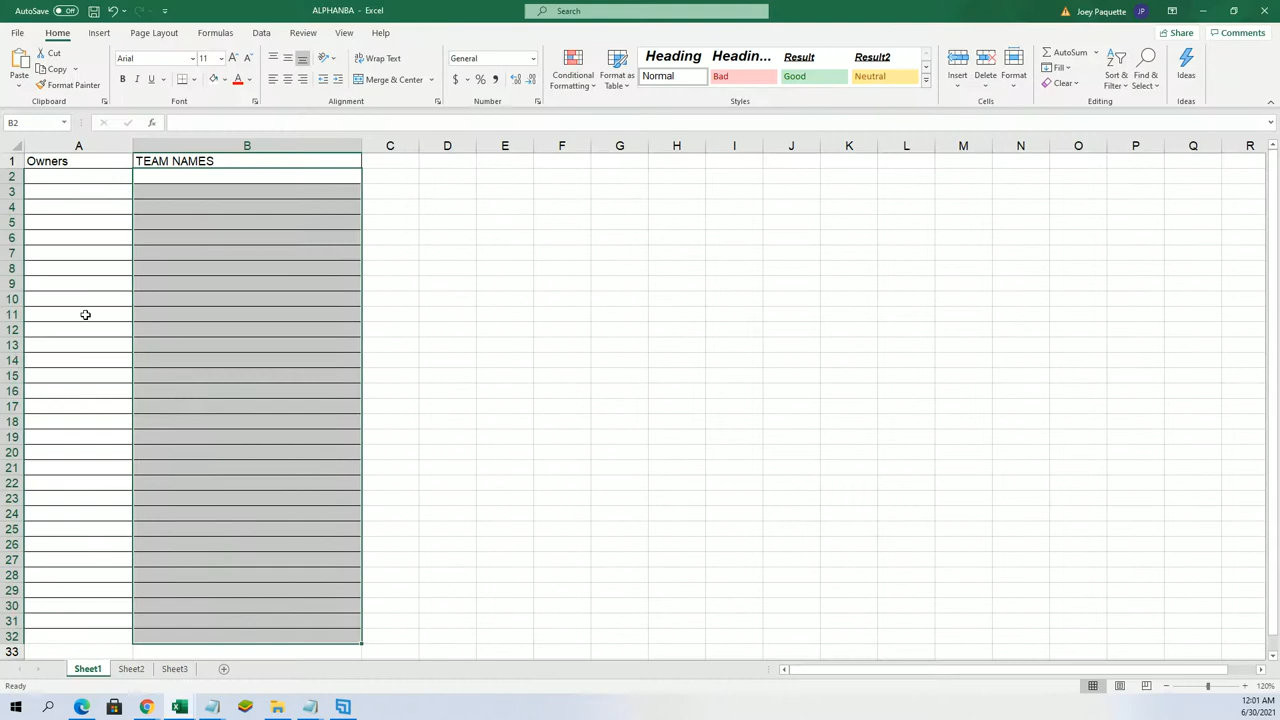 AutoSave Off ALPHANBA - Excel Search Joey Paquette JP
File Home Insert Page Layout Formulas Data Review View Help Share Comments
Paste Cut Copy Format Painter Clipboard
Arial 11 A A B I U A Font
Wrap Text Merge & Center Alignment
General $ % Number
Conditional Formatting Format as Table
Heading Headin... Result Result2
Normal Bad Good Neutral
Styles
Insert Delete Format Cells
AutoSum Fill Clear Sort & Filter Find & Select Editing
Ideas Ideas
B2 fx
A B C D E F G H I J K L M N O P Q R
1 Owners TEAM NAMES
2
3
4
5
6
7
8
9
10
11
12
13
14
15
16
17
18
19
20
21
22
23
24
25
26
27
28
29
30
31
32
33
Sheet1 Sheet2 Sheet3
Ready 120%
12:01 AM
6/30/2021